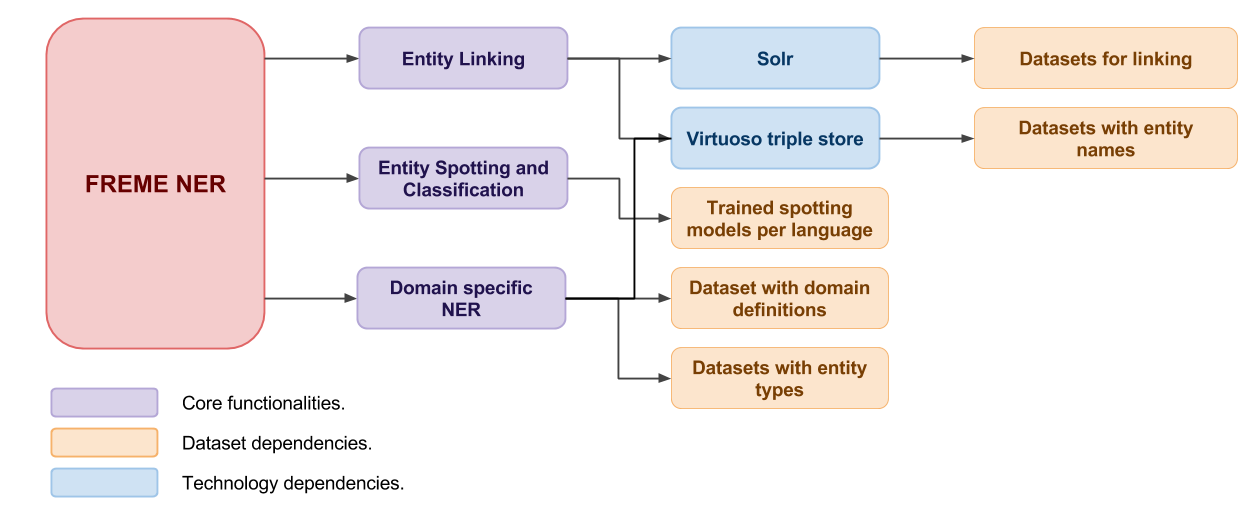 FREME NER
Entity Linking
Solr
Datasets for linking
Virtuoso triple store
Datasets with entity
names
Entity Spotting and
Classification
Trained spotting
models per language
Domain specific
NER
Dataset with domain
definitions
Datasets with entity
types
Core functionalities.
Dataset dependencies.
Technology dependencies.